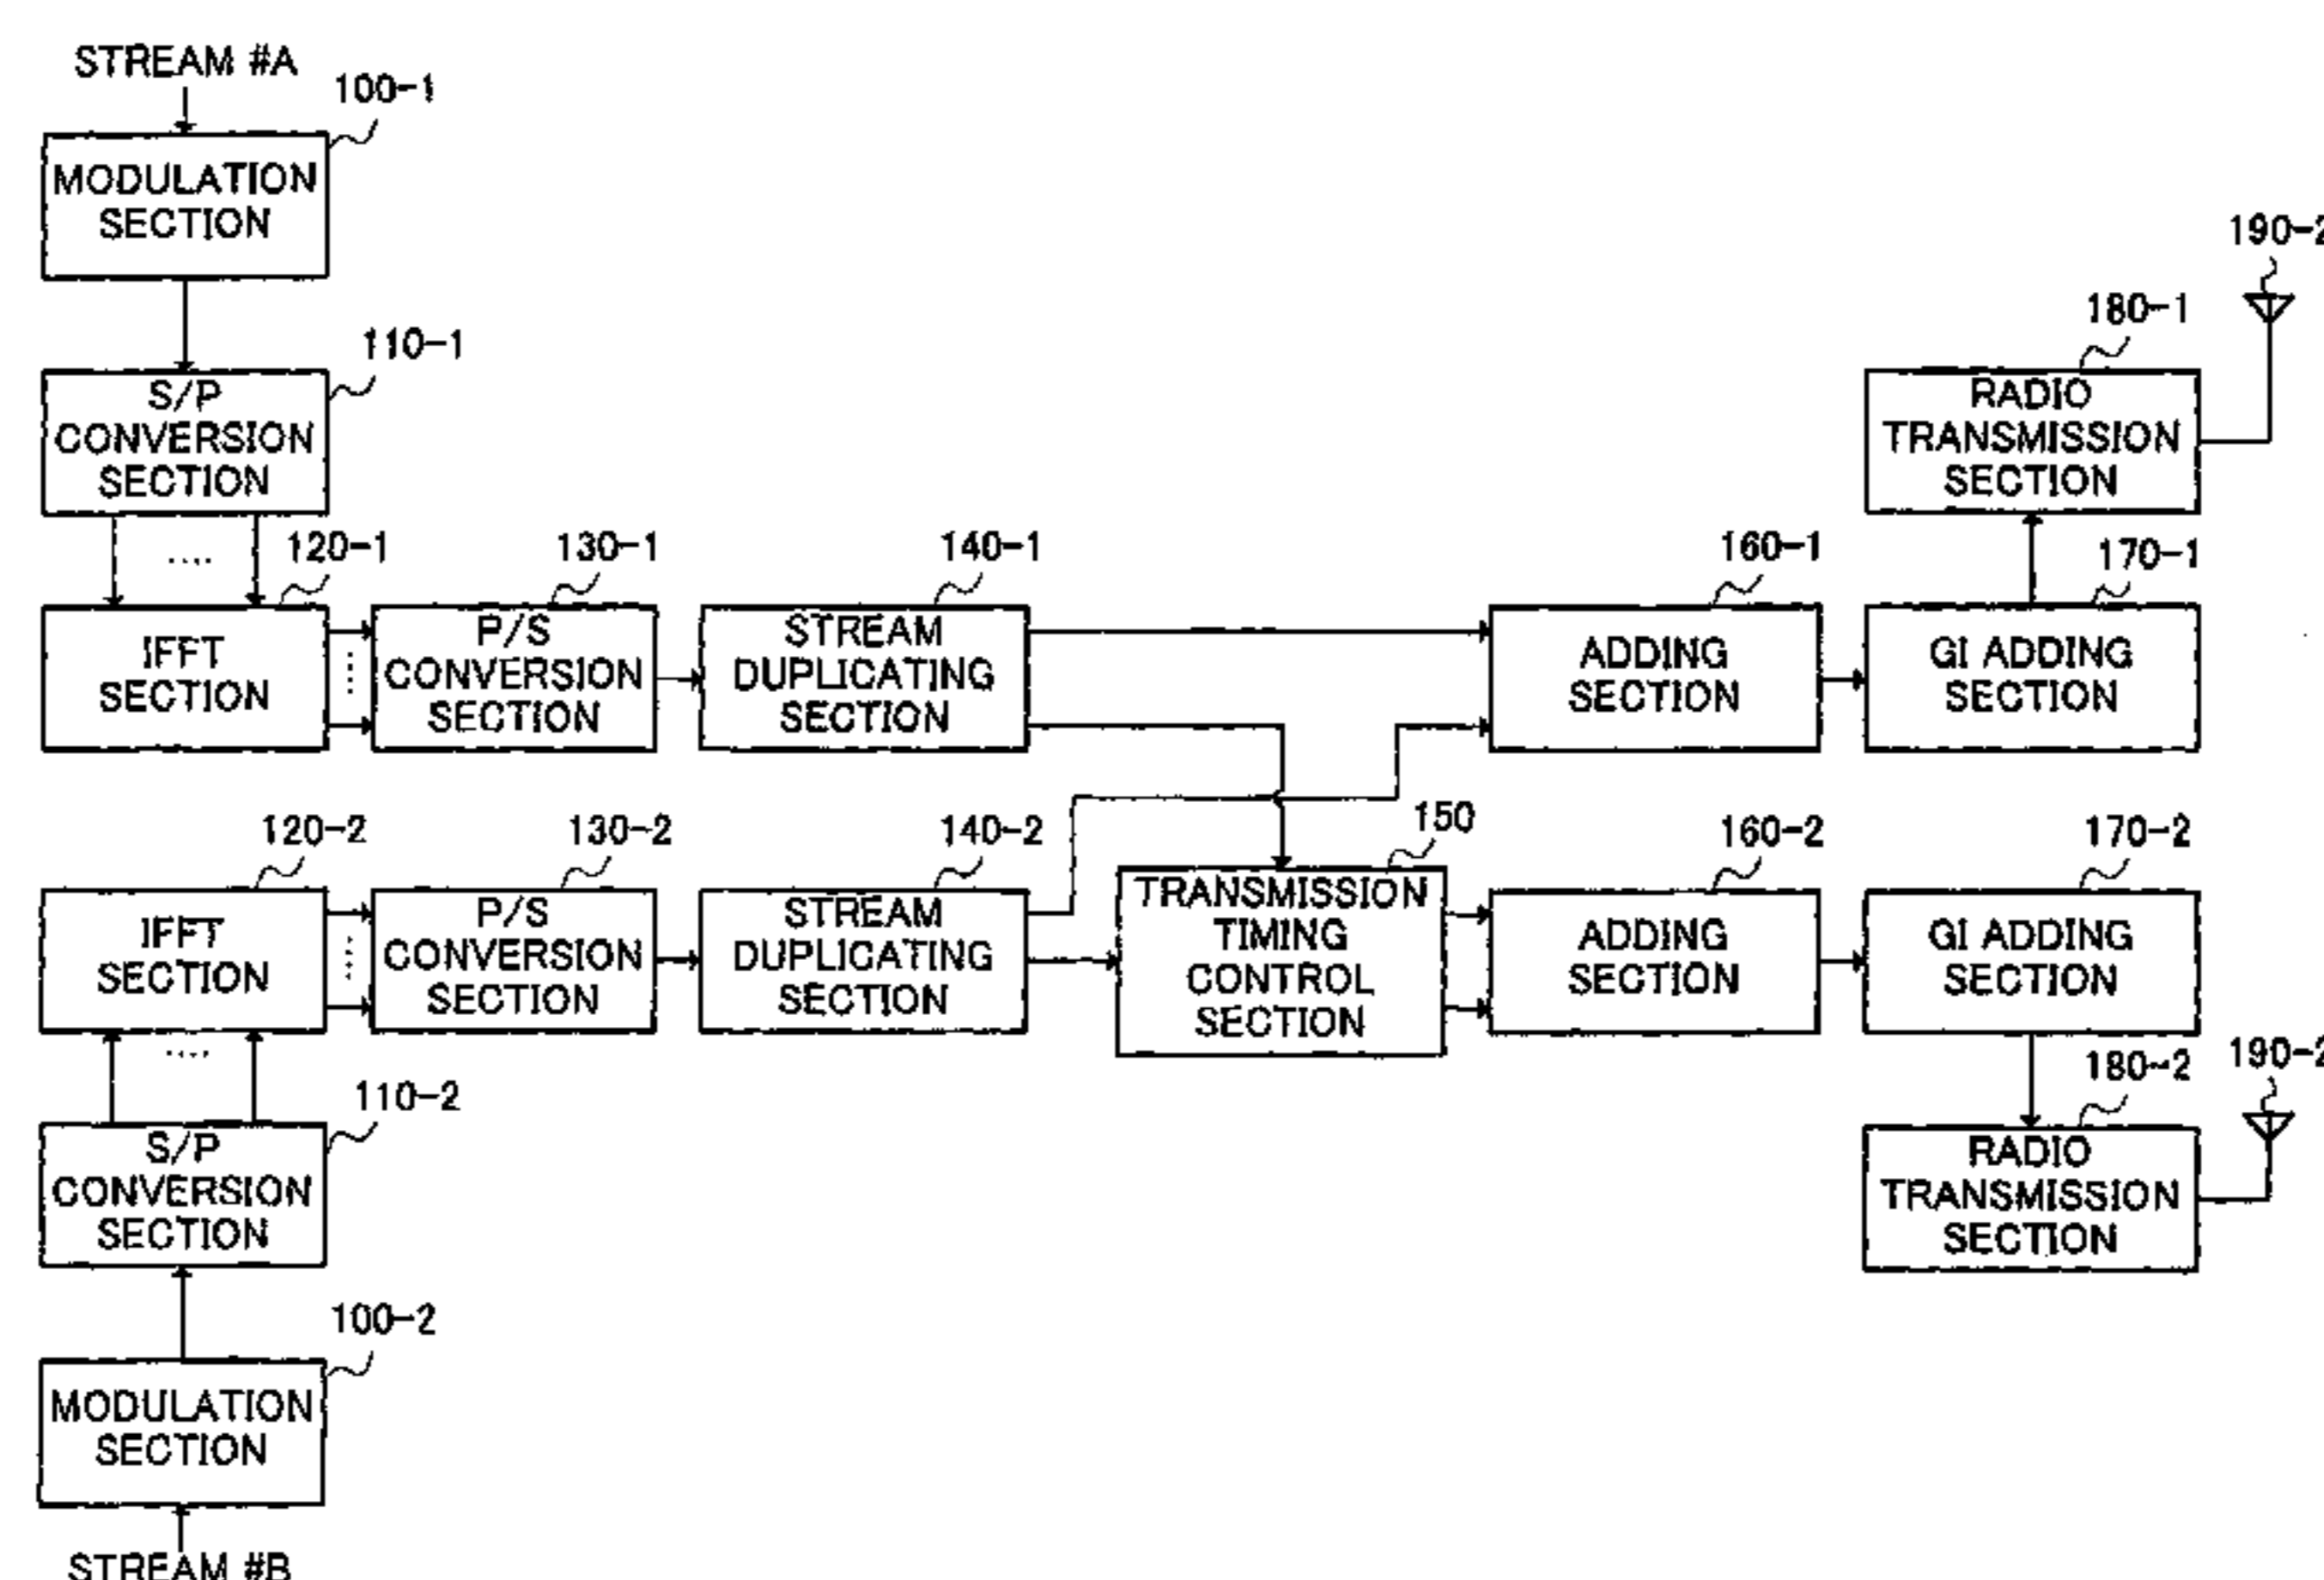 STREAM #A
100-1
MODULATION
SECTION
110-1
S/P
CONVERSION
SECTION
190-2
180-1
RADIO
TRANSMISSION
SECTION
120-1
130-1
140-1
160-1
170-1
IFFT
SECTION
P/S
CONVERSION
SECTION
STREAM
DUPLICATING
SECTION
ADDING
SECTION
GI ADDING
SECTION
120-2
130-2
140-2
150
160-2
170-2
IFFT
SECTION
P/S
CONVERSION
SECTION
STREAM
DUPLICATING
SECTION
TRANSMISSION
TIMING
CONTROL
SECTION
ADDING
SECTION
GI ADDING
SECTION
110-2
S/P
CONVERSION
SECTION
180-2
190-2
RADIO
TRANSMISSION
SECTION
100-2
MODULATION
SECTION
STREAM #B